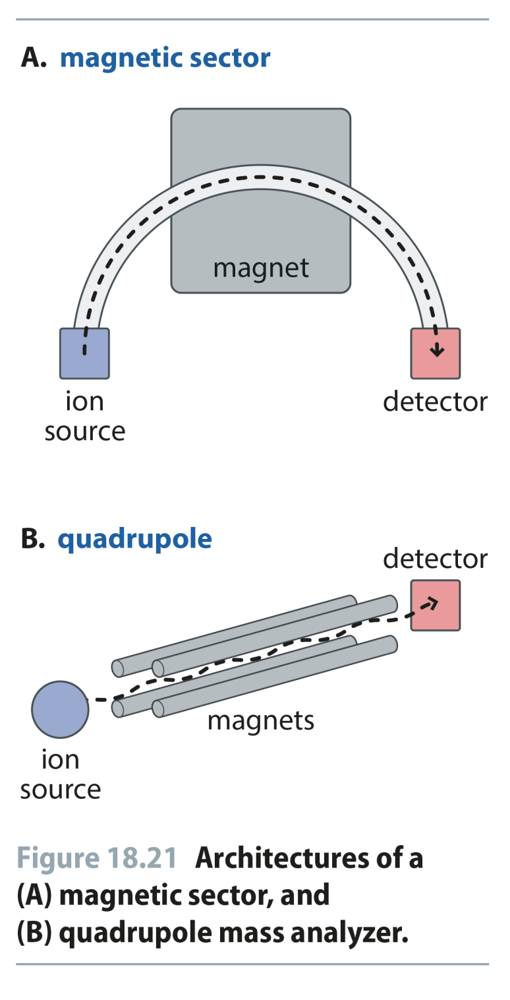 A. magnetic sector
magnet
ion
source
detector
B. quadrupole
detector
magnets
ion
source
Figure 18.21 Architectures of a
(A) magnetic sector, and
(B) quadrupole mass analyzer.